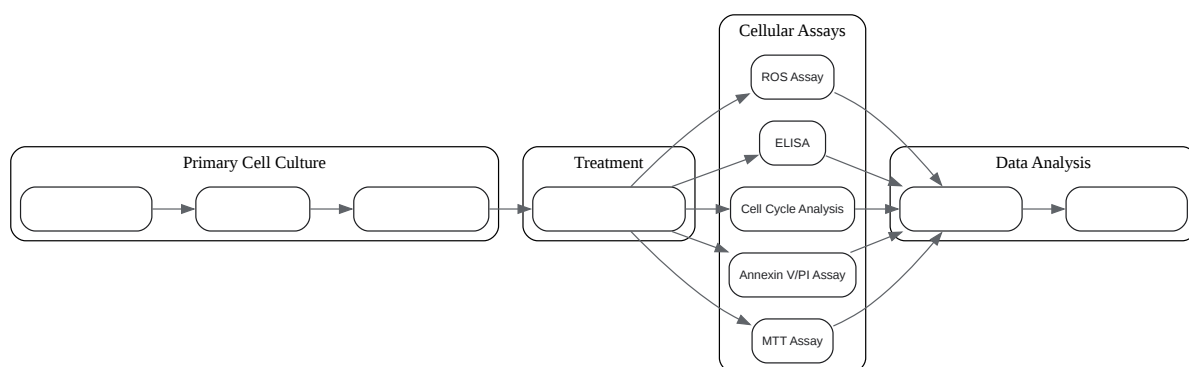 Cellular Assays
ROS Assay
ELISA
Primary Cell Culture
Treatment
Data Analysis
Cell Cycle Analysis
Annexin V/PI Assay
MTT Assay